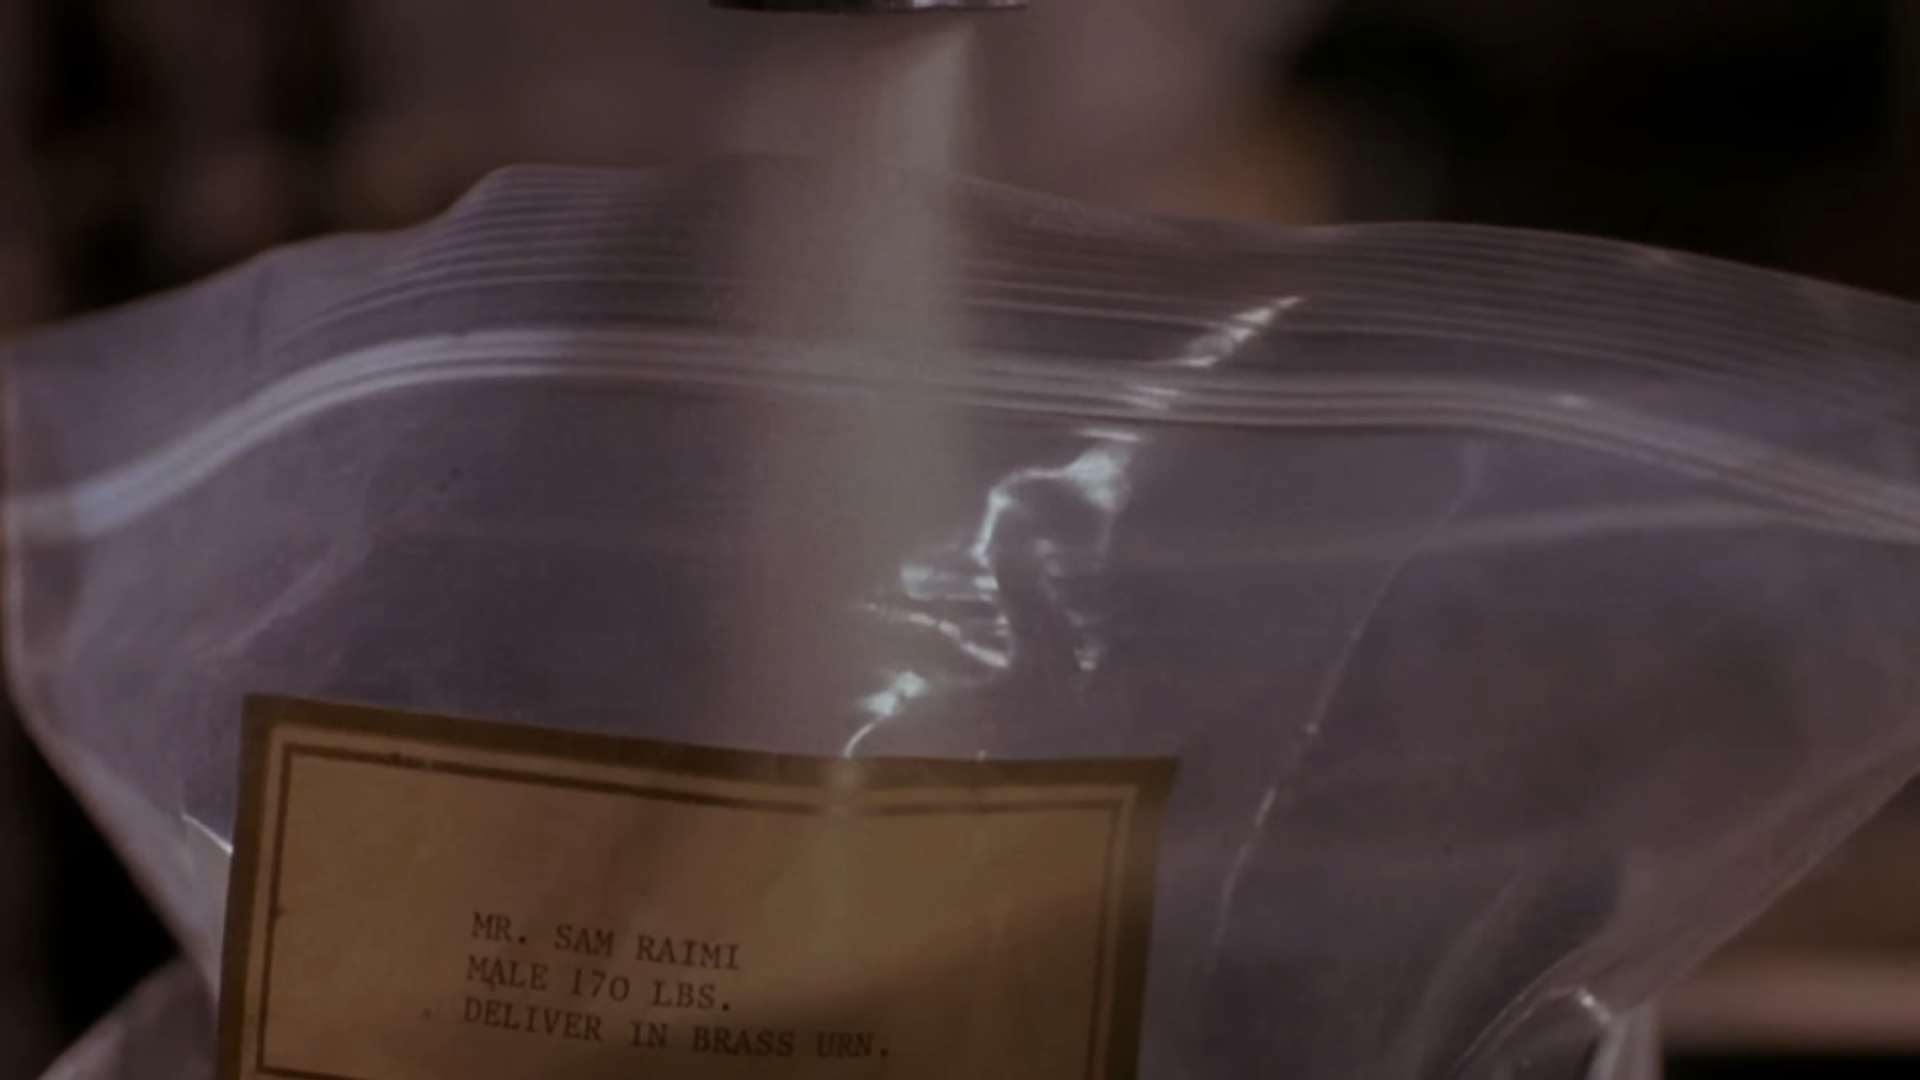 MR. SAM RAIMI
MALE 170 LBS.
DELIVER IN BRASS URN.